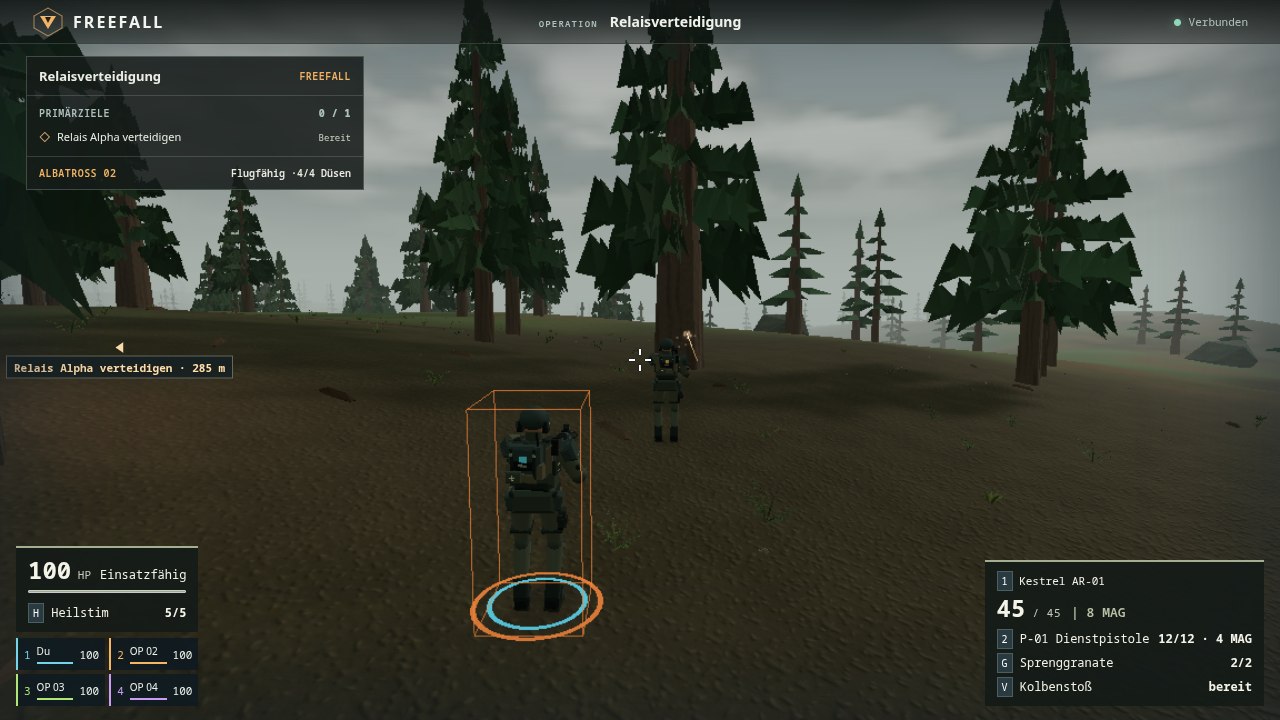 FREEFALL
OPERATION Relaisverteidigung
Verbunden
Relaisverteidigung FREEFALL
PRIMÄRZIELE 0 / 1
Relais Alpha verteidigen Bereit
ALBATROSS 02 Flugfähig ·4/4 Düsen
Relais Alpha verteidigen · 285 m
100 HP Einsatzfähig
H Heilstim 5/5
1 Du 100
2 OP 02 100
3 OP 03 100
4 OP 04 100
1 Kestrel AR-01
45 / 45 | 8 MAG
2 P-01 Dienstpistole 12/12 · 4 MAG
G Sprenggranate 2/2
V Kolbenstoß bereit